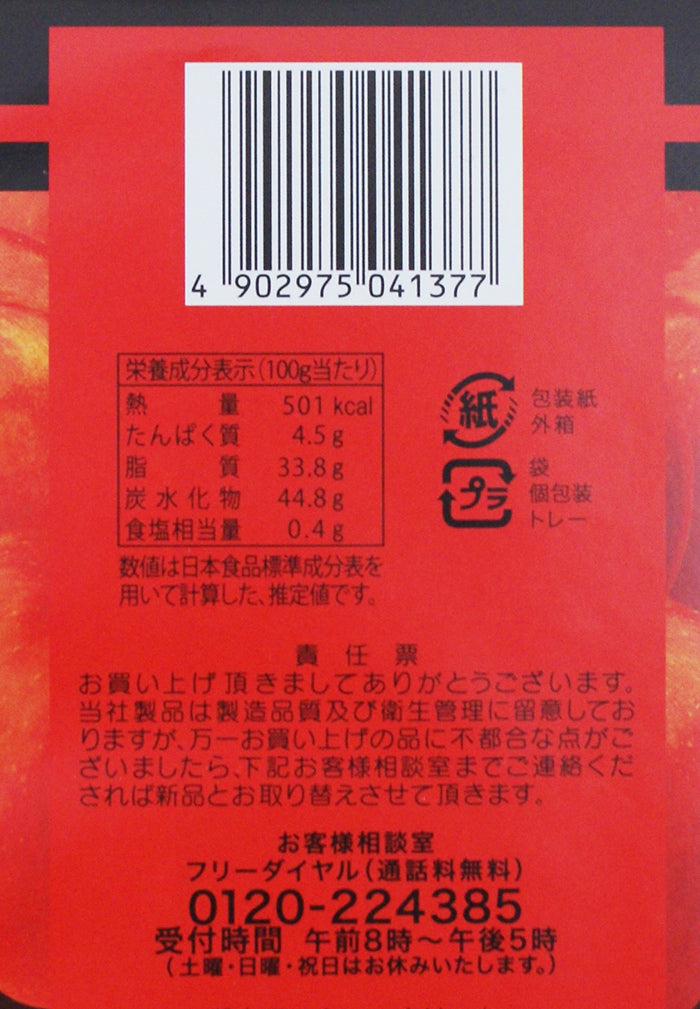 4 902975 041377
栄養成分表示(100g当たり)
熱量 501 kcal
たんぱく質 4.5g
脂質 33.8g
炭水化物 44.8g
食塩相当量 0.4g
数値は日本食品標準成分表を
用いて計算した、推定値です。
紙
包装紙
外箱
プラ
袋
個包装
トレー
責任票
お買い上げ頂きましてありがとうございます。
当社製品は製造品質及び衛生管理に留意してお
りますが、万一お買い上げの品に不都合な点がご
ざいましたら、下記お客様相談室までご連絡くだ
されば新品とお取り替えさせて頂きます。
お客様相談室
フリーダイヤル(通話料無料)
0120-224385
受付時間 午前8時〜午後5時
(土曜・日曜・祝日はお休みいたします。)